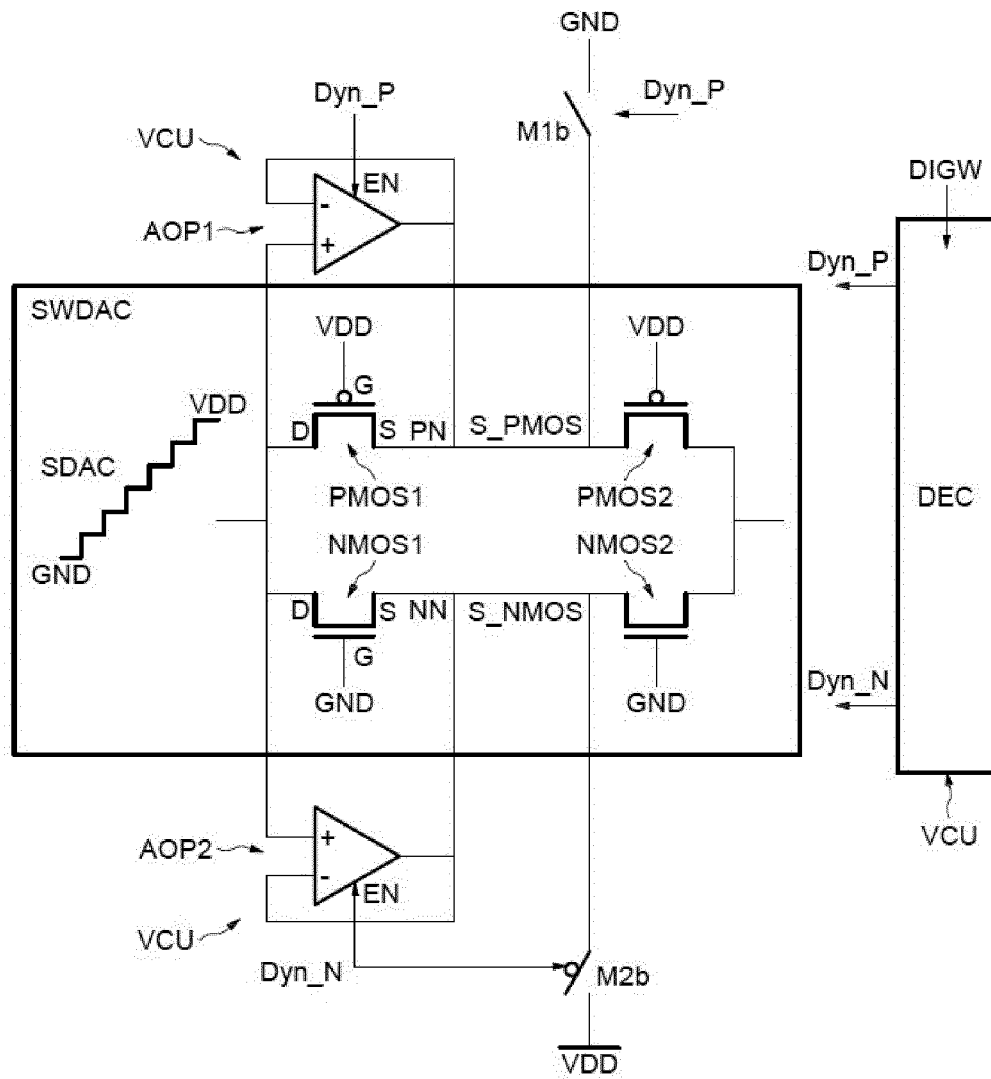 GND
Dyn_P
Dyn_P
M1b
VCU
EN
-
+
AOP1
DIGW
Dyn_P
SWDAC
VDD
VDD
G
VDD
D
S
PN
S_PMOS
SDAC
PMOS1
PMOS2
DEC
NMOS1
NMOS2
GND
D
S
NN
S_NMOS
G
GND
GND
Dyn_N
+
-
AOP2
EN
VCU
VCU
Dyn_N
M2b
VDD